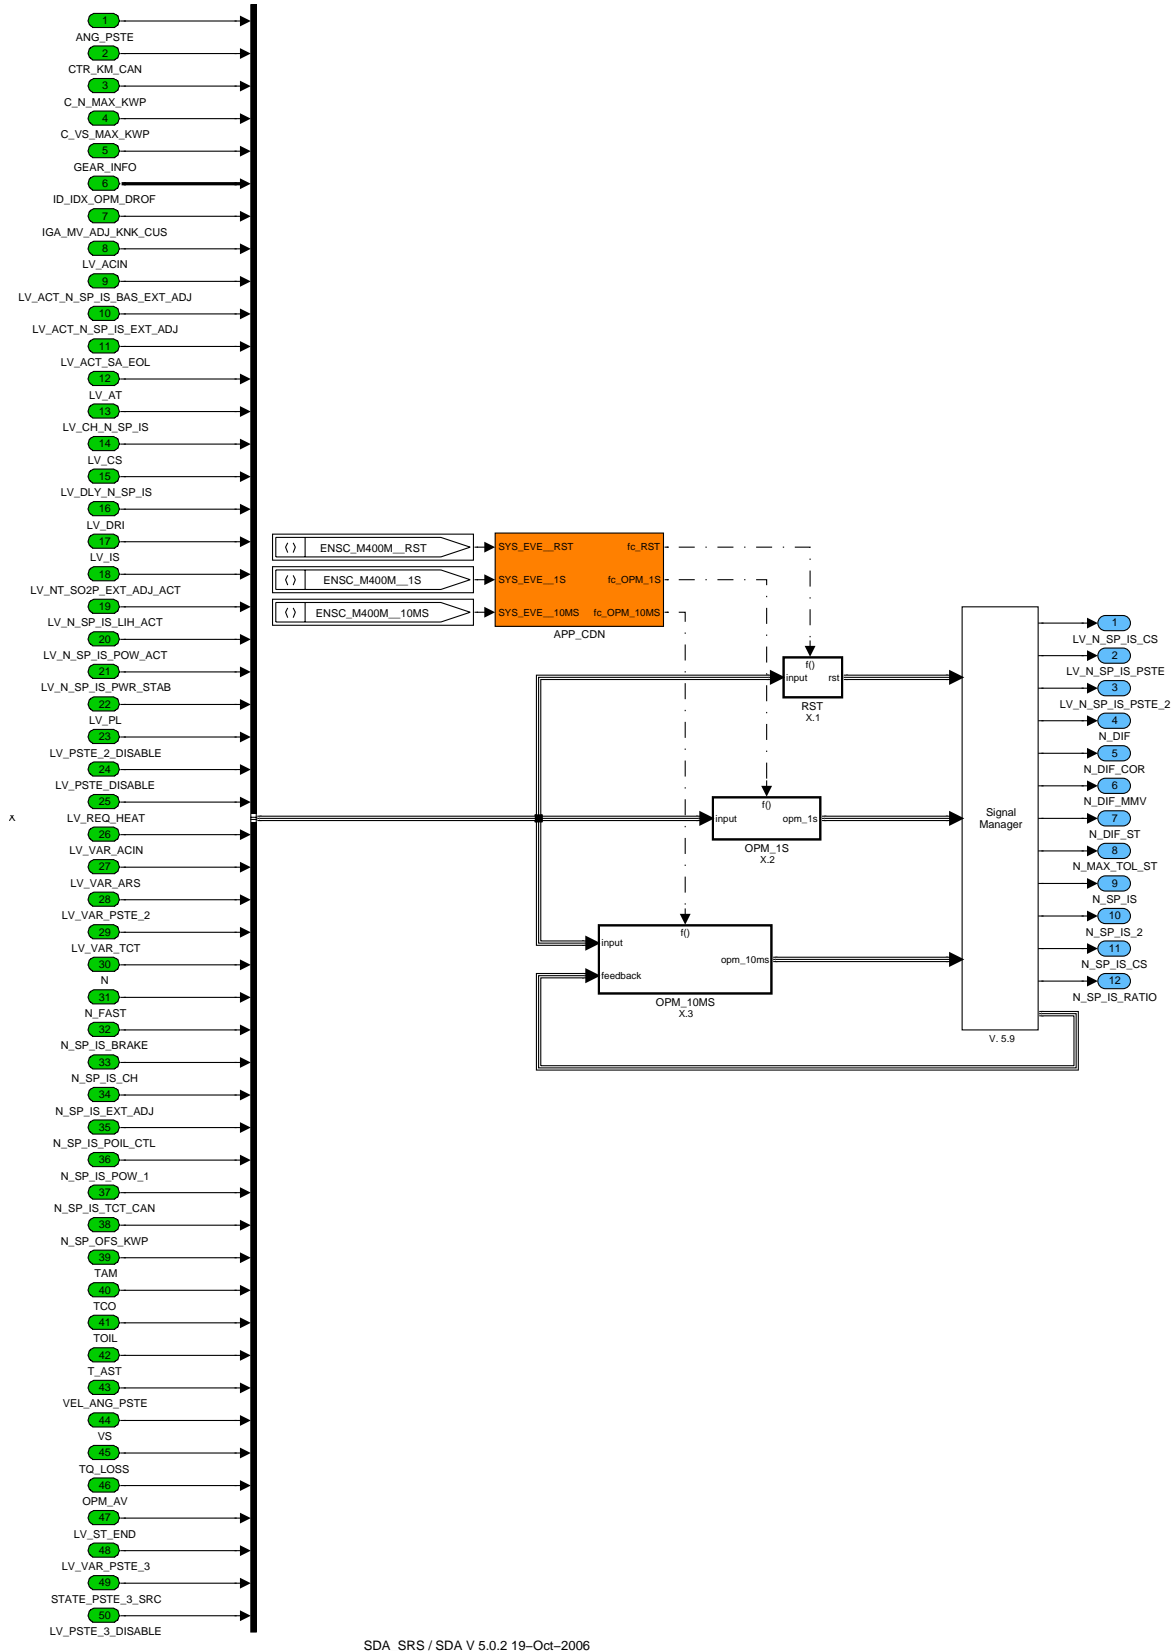 1
ANG_PSTE
2
CTR_KM_CAN
3
C_N_MAX_KWP
4
C_VS_MAX_KWP
5
GEAR_INFO
6
ID_IDX_OPM_DROF
7
IGA_MV_ADJ_KNK_CUS
8
LV_ACIN
9
LV_ACT_N_SP_IS_BAS_EXT_ADJ
10
LV_ACT_N_SP_IS_EXT_ADJ
11
LV_ACT_SA_EOL
12
LV_AT
13
LV_CH_N_SP_IS
14
LV_CS
15
LV_DLY_N_SP_IS
16
LV_DRI
17
LV_IS
18
LV_NT_SO2P_EXT_ADJ_ACT
19
LV_N_SP_IS_LIH_ACT
20
LV_N_SP_IS_POW_ACT
21
LV_N_SP_IS_PWR_STAB
22
LV_PL
23
LV_PSTE_2_DISABLE
24
LV_PSTE_DISABLE
25
LV_REQ_HEAT
26
LV_VAR_ACIN
27
LV_VAR_ARS
28
LV_VAR_PSTE_2
29
LV_VAR_TCT
30
N
31
N_FAST
32
N_SP_IS_BRAKE
33
N_SP_IS_CH
34
N_SP_IS_EXT_ADJ
35
N_SP_IS_POIL_CTL
36
N_SP_IS_POW_1
37
N_SP_IS_TCT_CAN
38
N_SP_OFS_KWP
39
TAM
40
TCO
41
TOIL
42
T_AST
43
VEL_ANG_PSTE
44
VS
45
TQ_LOSS
46
OPM_AV
47
LV_ST_END
48
LV_VAR_PSTE_3
49
STATE_PSTE_3_SRC
50
LV_PSTE_3_DISABLE
x
⟨ ⟩ ENSC_M400M__RST
⟨ ⟩ ENSC_M400M__1S
⟨ ⟩ ENSC_M400M__10MS
SYS_EVE__RST fc_RST
SYS_EVE__1S fc_OPM_1S
SYS_EVE__10MS fc_OPM_10MS
APP_CDN
f()
input rst
RST
X.1
f()
input opm_1s
OPM_1S
X.2
f()
input
opm_10ms
feedback
OPM_10MS
X.3
Signal
Manager
V. 5.9
1
LV_N_SP_IS_CS
2
LV_N_SP_IS_PSTE
3
LV_N_SP_IS_PSTE_2
4
N_DIF
5
N_DIF_COR
6
N_DIF_MMV
7
N_DIF_ST
8
N_MAX_TOL_ST
9
N_SP_IS
10
N_SP_IS_2
11
N_SP_IS_CS
12
N_SP_IS_RATIO
SDA SRS / SDA V 5.0.2 19–Oct–2006